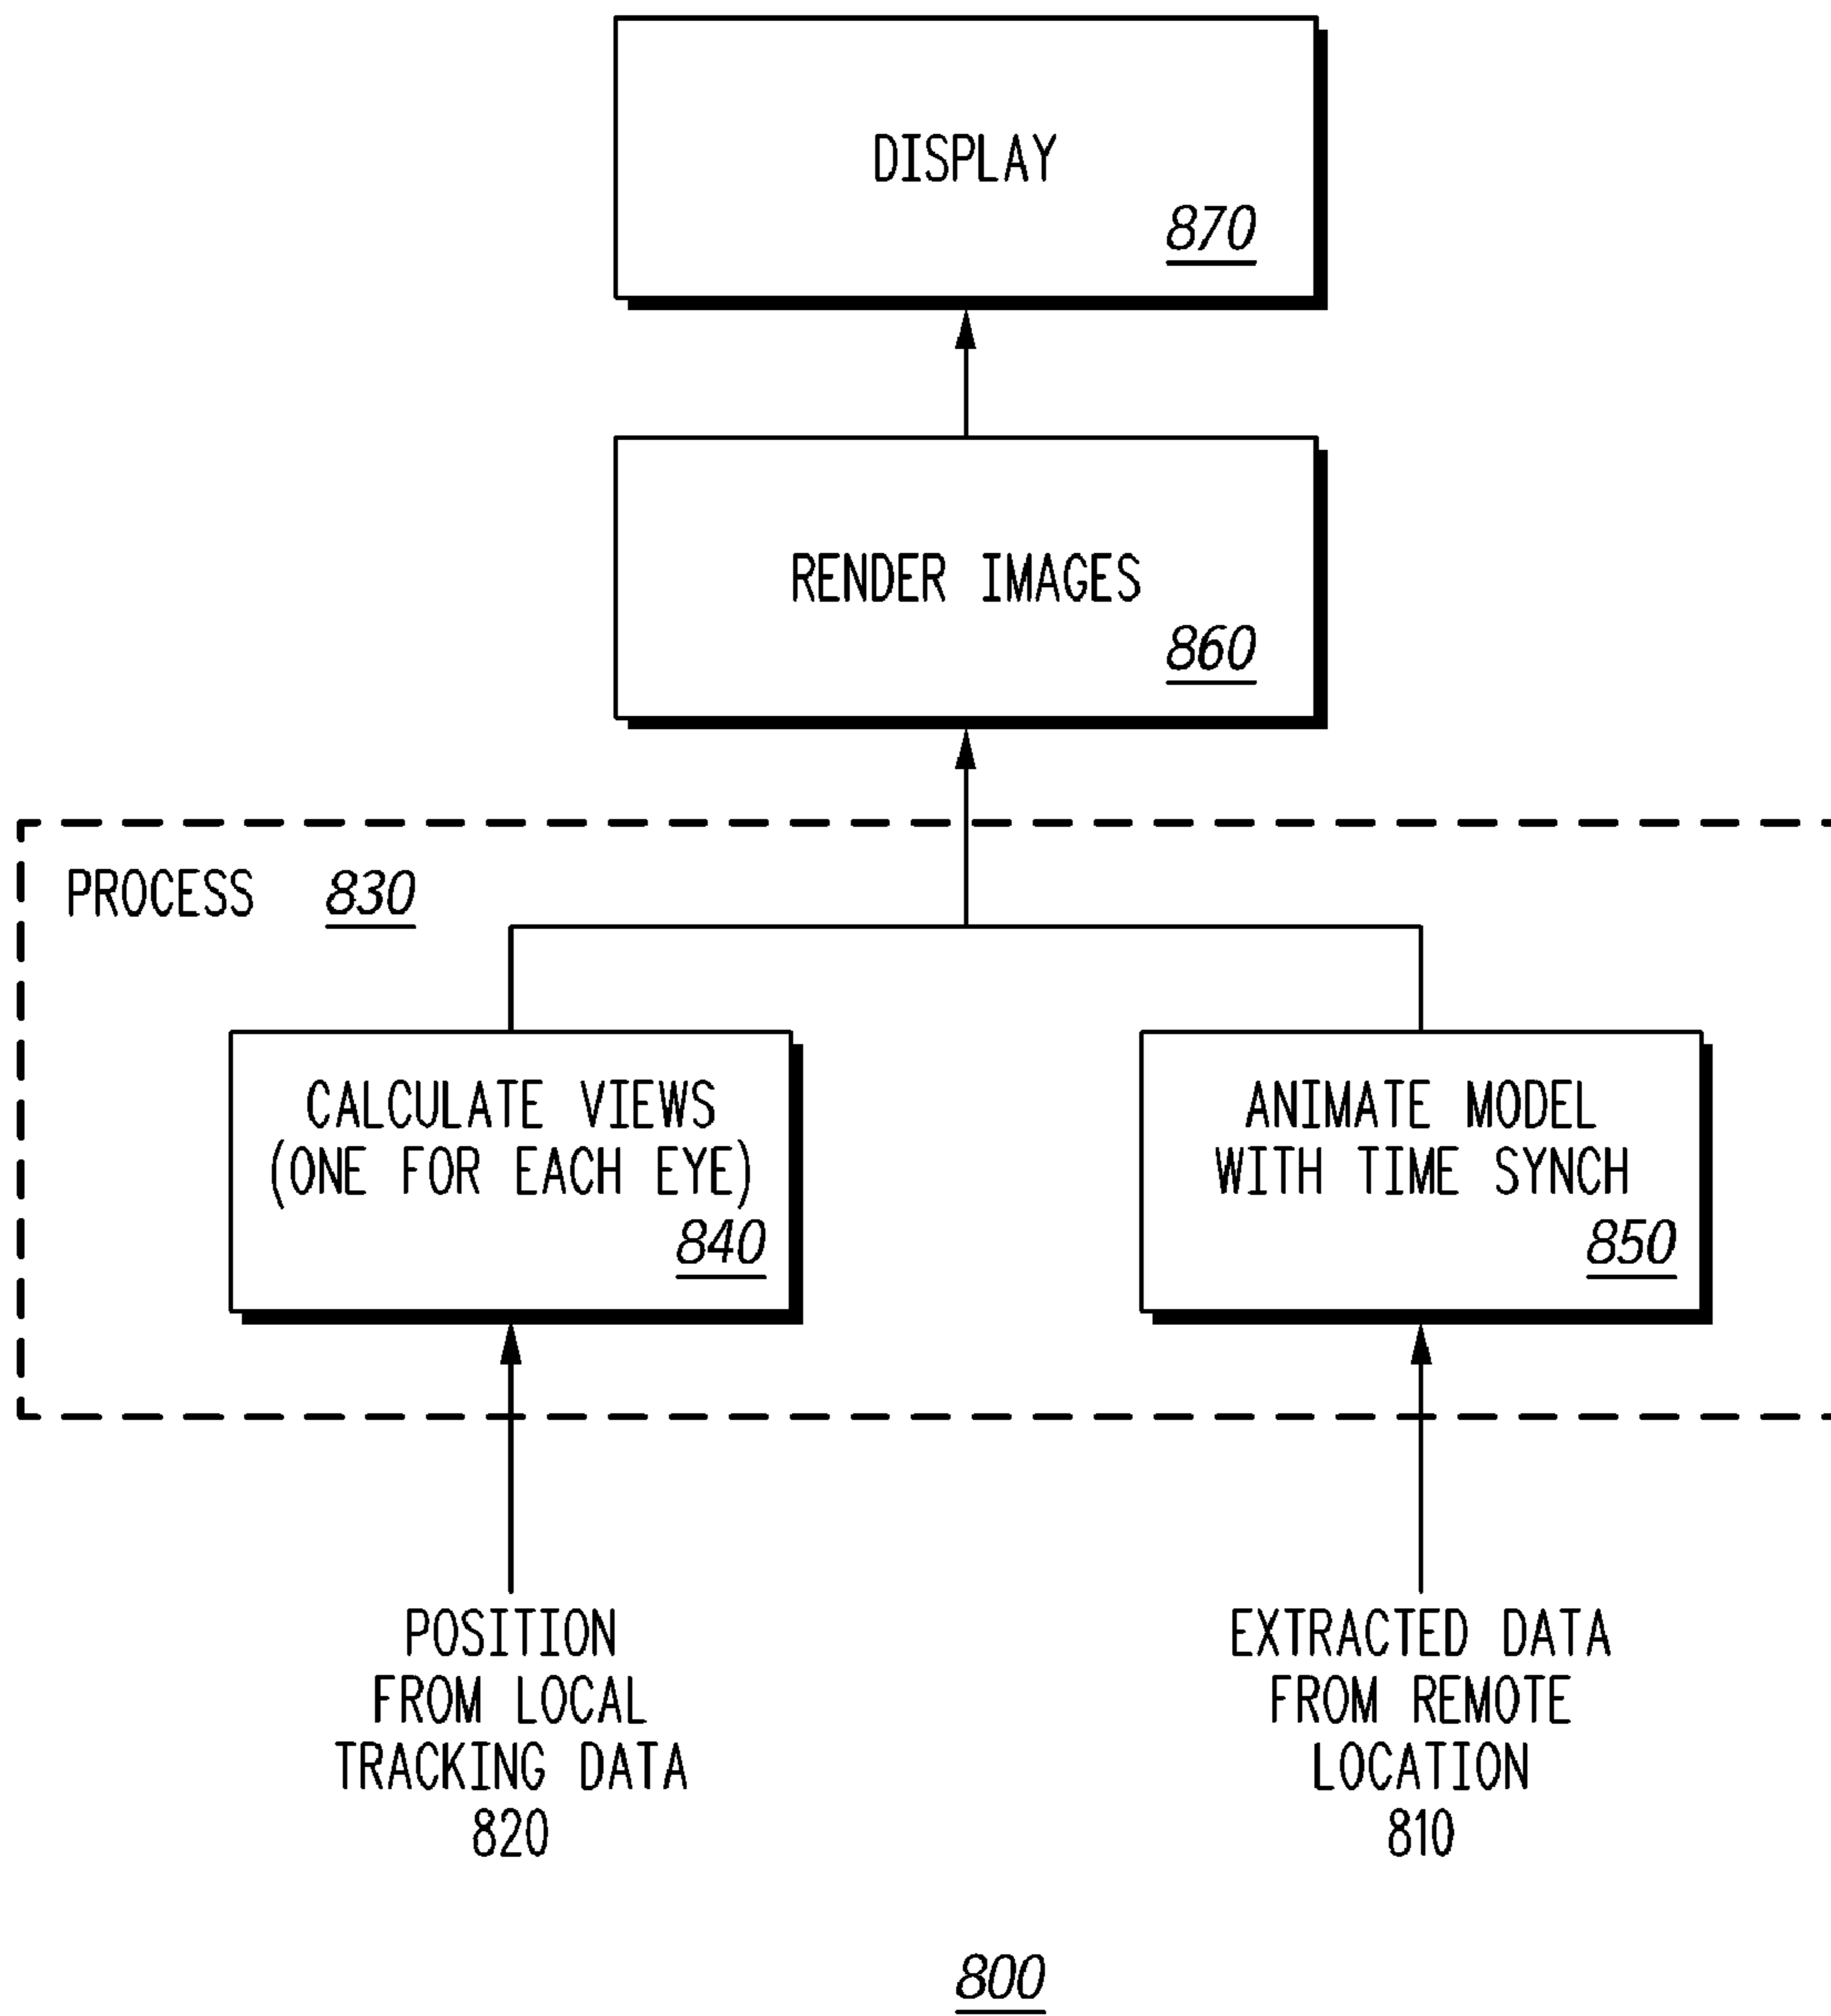 DISPLAY
870
RENDER IMAGES
860
PROCESS 830
CALCULATE VIEWS
(ONE FOR EACH EYE)
840
ANIMATE MODEL
WITH TIME SYNCH
850
POSITION
FROM LOCAL
TRACKING DATA
820
EXTRACTED DATA
FROM REMOTE
LOCATION
810
800